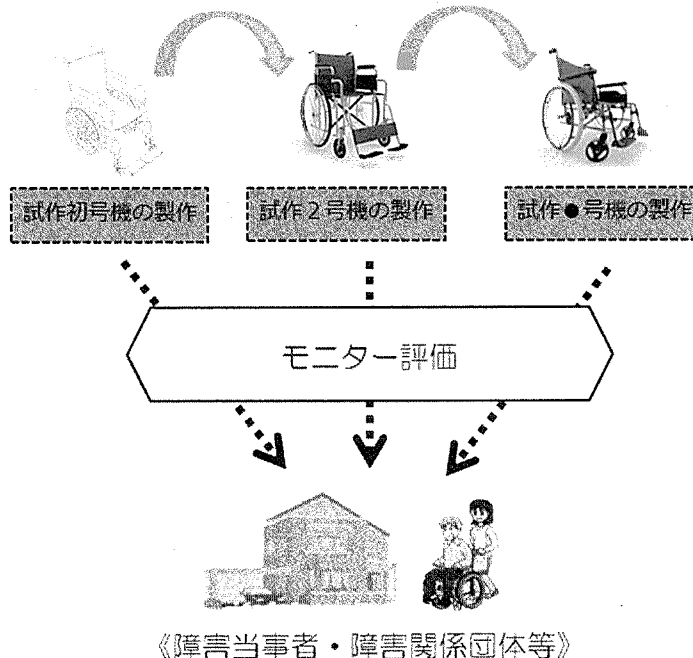 試作初号機の製作
試作２号機の製作
試作●号機の製作
モニター評価
《障害当事者・障害関係団体等》